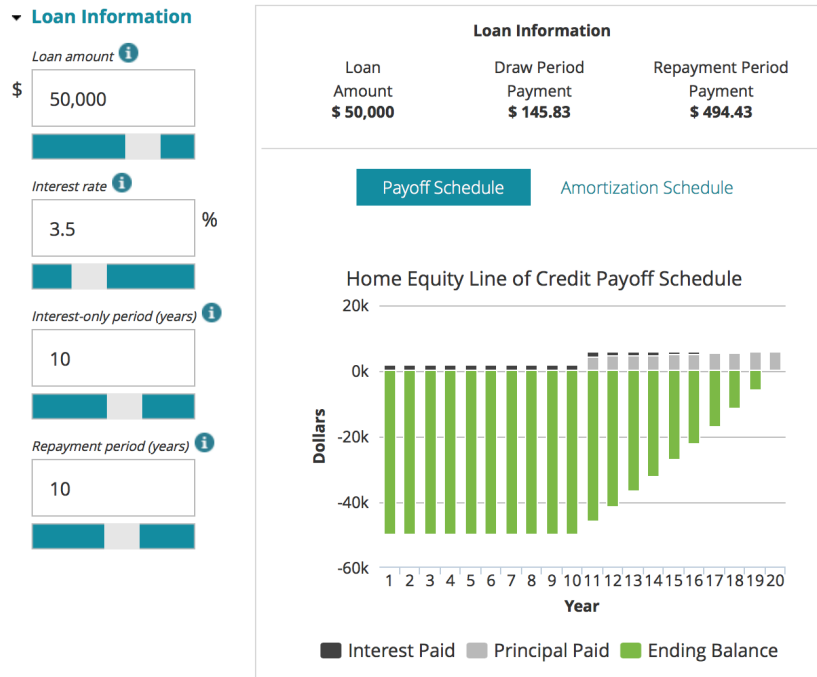 Loan Information
Loan amount i
$ 50,000
Interest rate i
3.5 %
Interest-only period (years) i
10
Repayment period (years) i
10
Loan Information
Loan Amount $ 50,000
Draw Period Payment $ 145.83
Repayment Period Payment $ 494.43
Payoff Schedule Amortization Schedule
Home Equity Line of Credit Payoff Schedule
20k
0k
-20k
-40k
-60k
Dollars
1 2 3 4 5 6 7 8 9 10 11 12 13 14 15 16 17 18 19 20
Year
Interest Paid Principal Paid Ending Balance